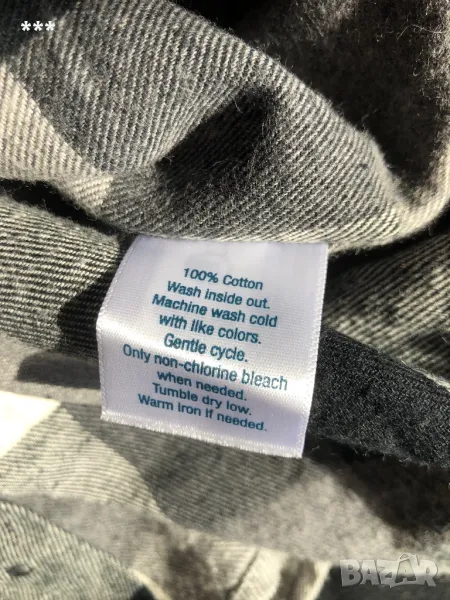 ***
100% Cotton
Wash inside out.
Machine wash cold
with like colors.
Gentle cycle.
Only non-chlorine bleach
when needed.
Tumble dry low.
Warm Iron if needed.
BAZAR